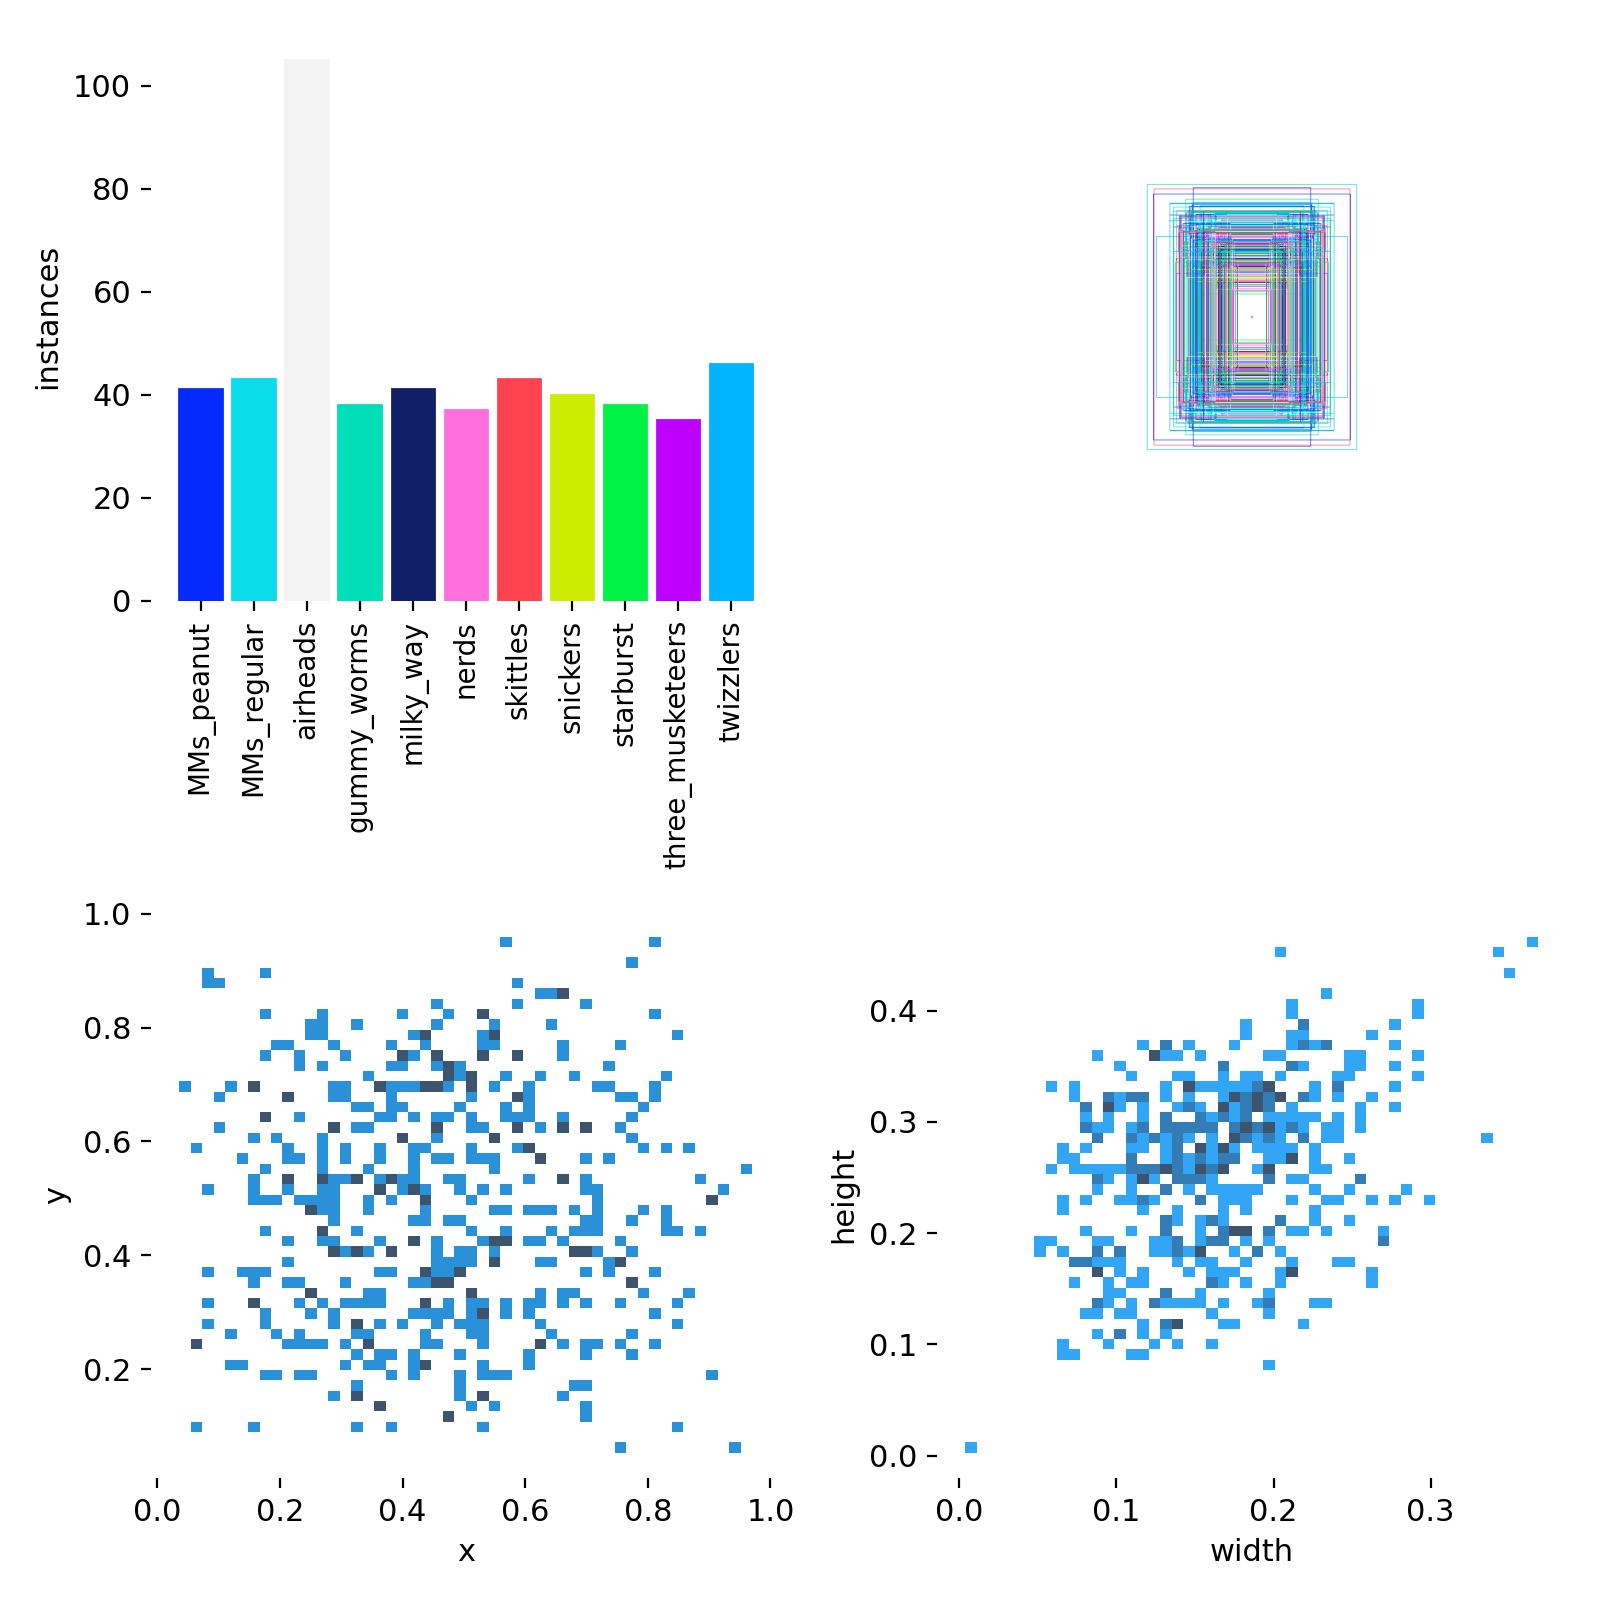 100
80
60
40
20
0
instances
MMs_peanut
MMs_regular
airheads
gummy_worms
milky_way
nerds
skittles
snickers
starburst
three_musketeers
twizzlers
1.0
0.8
0.6
0.4
0.2
y
0.0 0.2 0.4 0.6 0.8 1.0
x
0.4
0.3
0.2
0.1
0.0
height
0.0 0.1 0.2 0.3
width